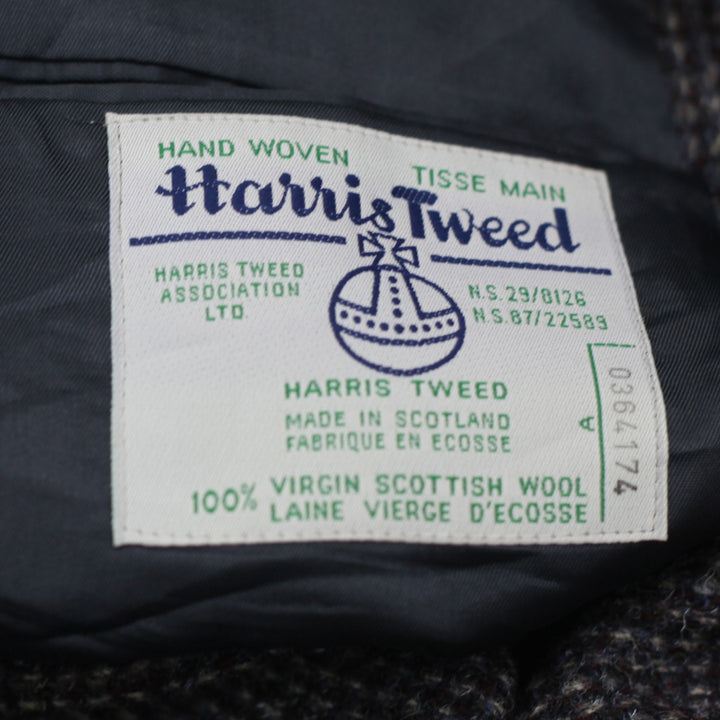 HAND WOVEN
TISSE MAIN
Harris Tweed
HARRIS TWEED
ASSOCIATION
LTD.
N.S. 29/8126
N.S. 87/22589
HARRIS TWEED
MADE IN SCOTLAND
FABRIQUE EN ECOSSE
100% VIRGIN SCOTTISH WOOL
LAINE VIERGE D'ECOSSE
A
0364174